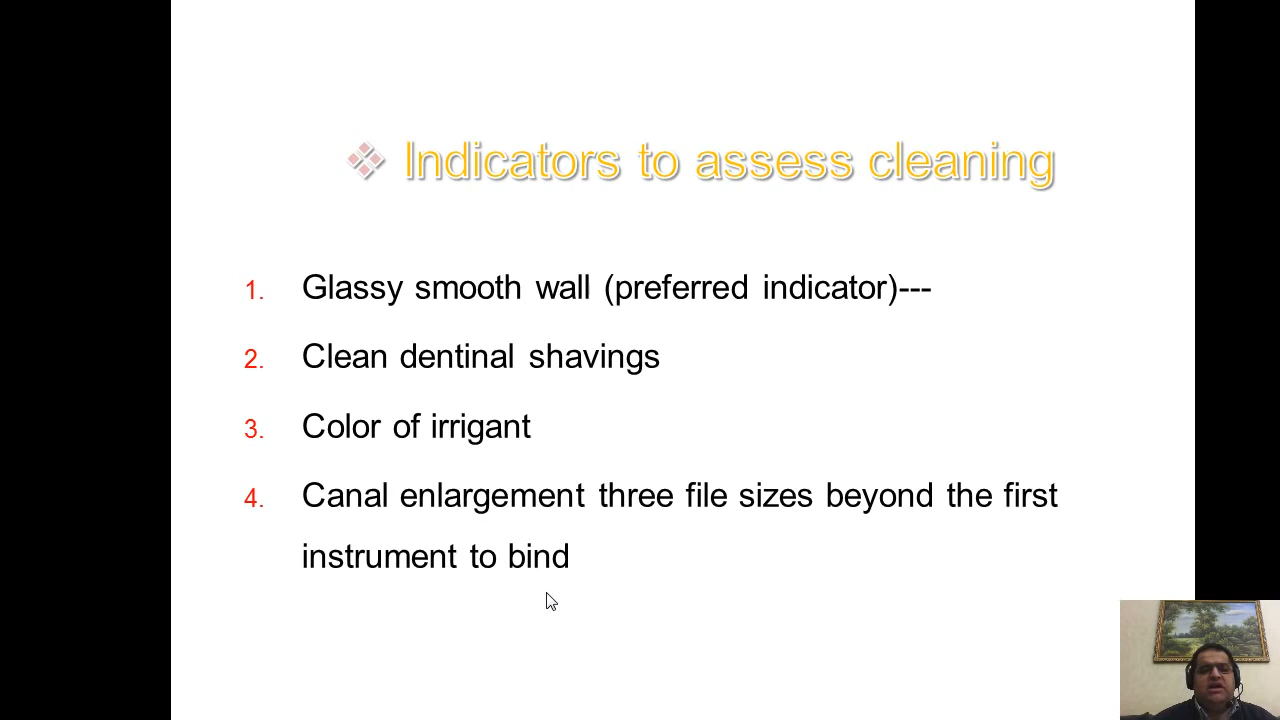 ❖ Indicators to assess cleaning
1. Glassy smooth wall (preferred indicator)---
2. Clean dentinal shavings
3. Color of irrigant
4. Canal enlargement three file sizes beyond the first
instrument to bind